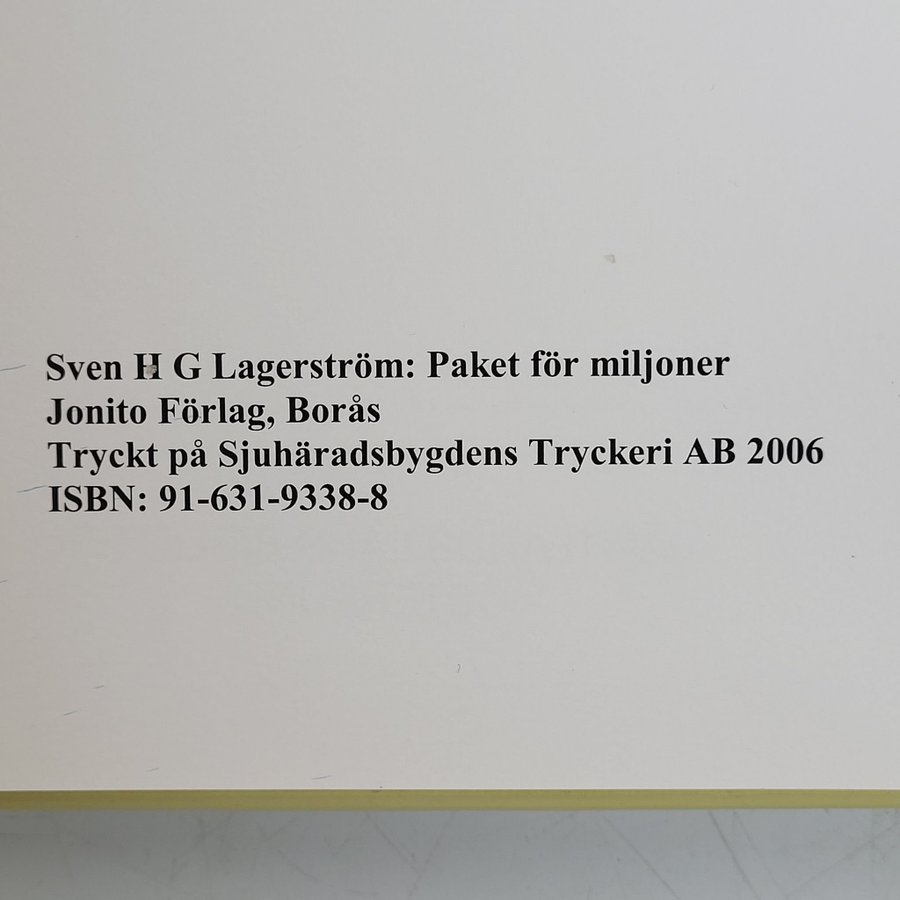 Sven H G Lagerström: Paket för miljoner
Jonito Förlag, Borås
Tryckt på Sjuhäradsbygdens Tryckeri AB 2006
ISBN: 91-631-9338-8